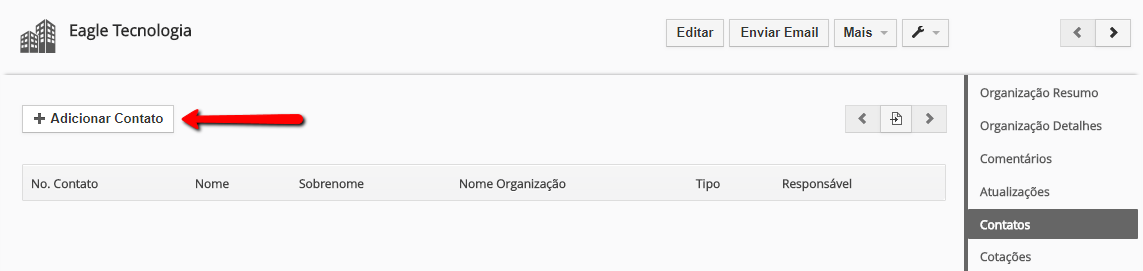 Eagle Tecnologia
Editar
Enviar Email
Mais
Adicionar Contato
No. Contato Nome Sobrenome Nome Organização Tipo Responsável
Organização Resumo
Organização Detalhes
Comentários
Atualizações
Contatos
Cotações